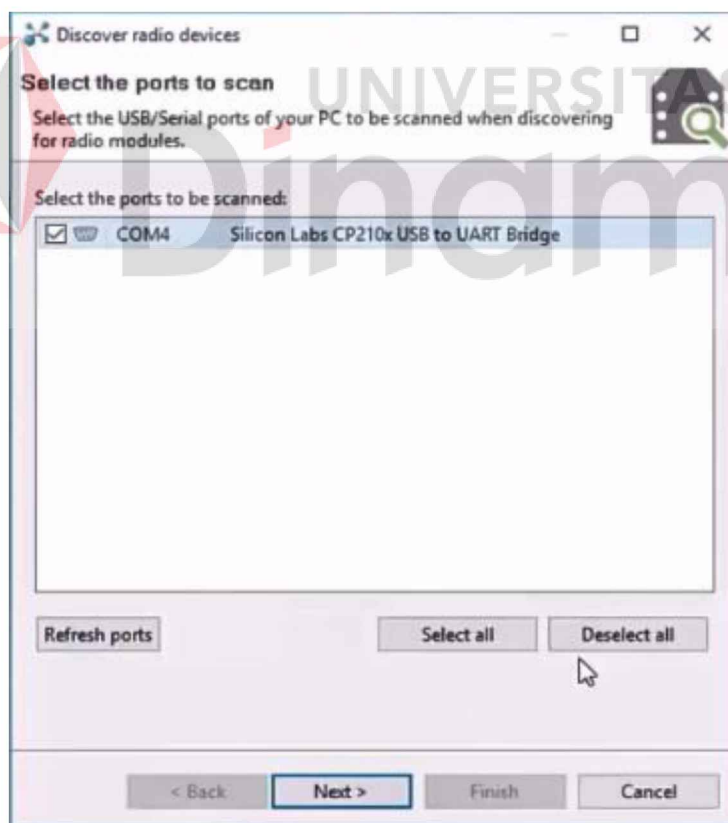 Discover radio devices
Select the ports to scan
Select the USB/Serial ports of your PC to be scanned when discovering
for radio modules.
UNIVERSITAS
Dinam
Select the ports to be scanned:
COM4 Silicon Labs CP210x USB to UART Bridge
Refresh ports Select all Deselect all
< Back Next > Finish Cancel